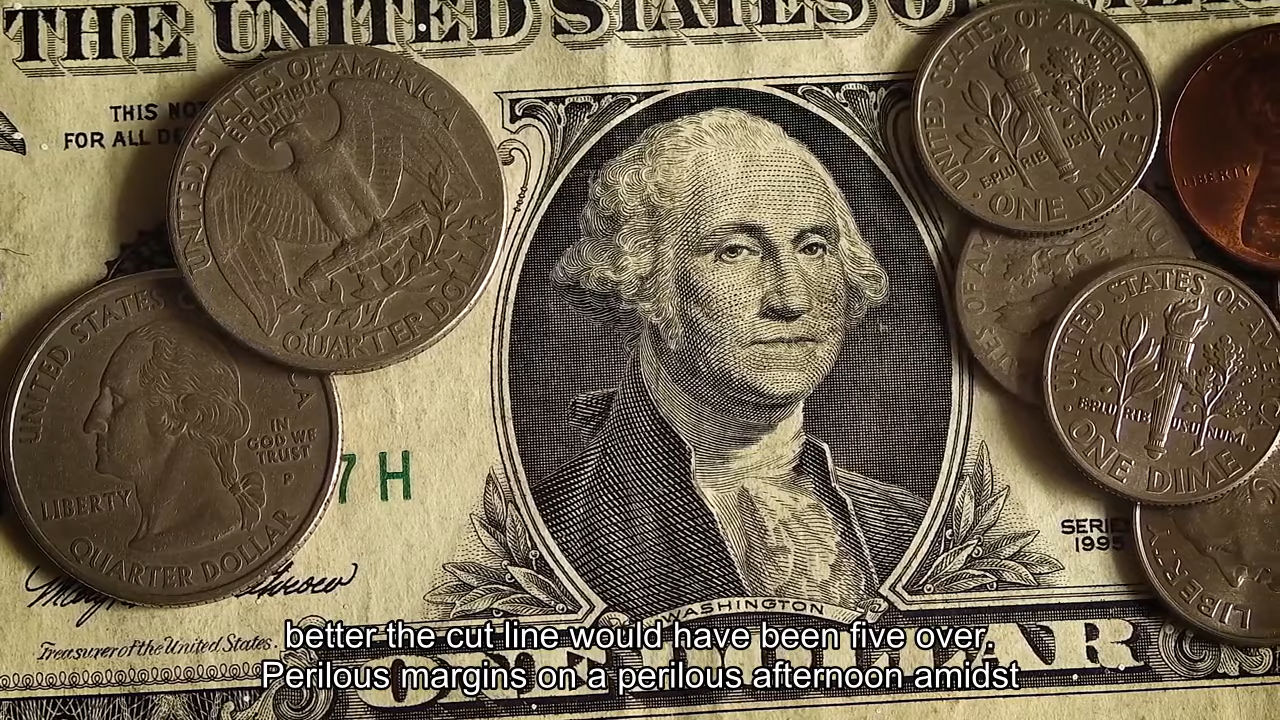 THE UNITED STATES OF
THIS NO
FOR ALL DE
UNITED STATES OF AMERICA
E PLURIBUS
UNUM
QUARTER DOLLAR
UNITED STATES
IN
GOD WE
TRUST
P
LIBERTY
QUARTER DOLLAR
7 H
Treasurer of the United States.
UNITED STATES OF AMERICA
E PLURIBUS UNUM
ONE DIME
LIBERTY
UNITED STATES OF AMERICA
E PLURIBUS UNUM
ONE DIME
SERIE
1995
LIBERTY
WASHINGTON
ONE DOLLAR
better the cut line would have been five over.
Perilous margins on a perilous afternoon amidst